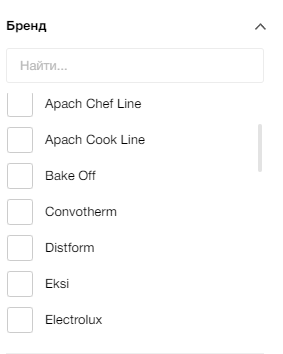 Бренд
Найти...
Apach Chef Line
Apach Cook Line
Bake Off
Convotherm
Distform
Eksi
Electrolux